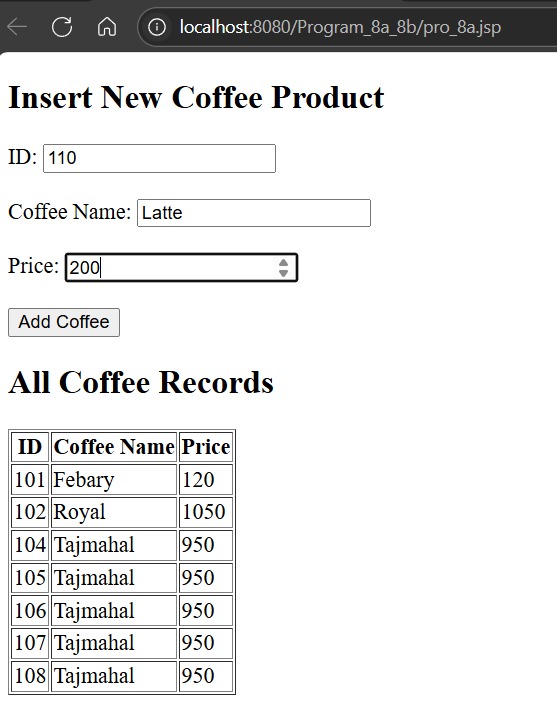 localhost:8080/Program_8a_8b/pro_8a.jsp
Insert New Coffee Product
ID: 110
Coffee Name: Latte
Price: 200
Add Coffee
All Coffee Records
ID Coffee Name Price
101 Febary 120
102 Royal 1050
104 Tajmahal 950
105 Tajmahal 950
106 Tajmahal 950
107 Tajmahal 950
108 Tajmahal 950